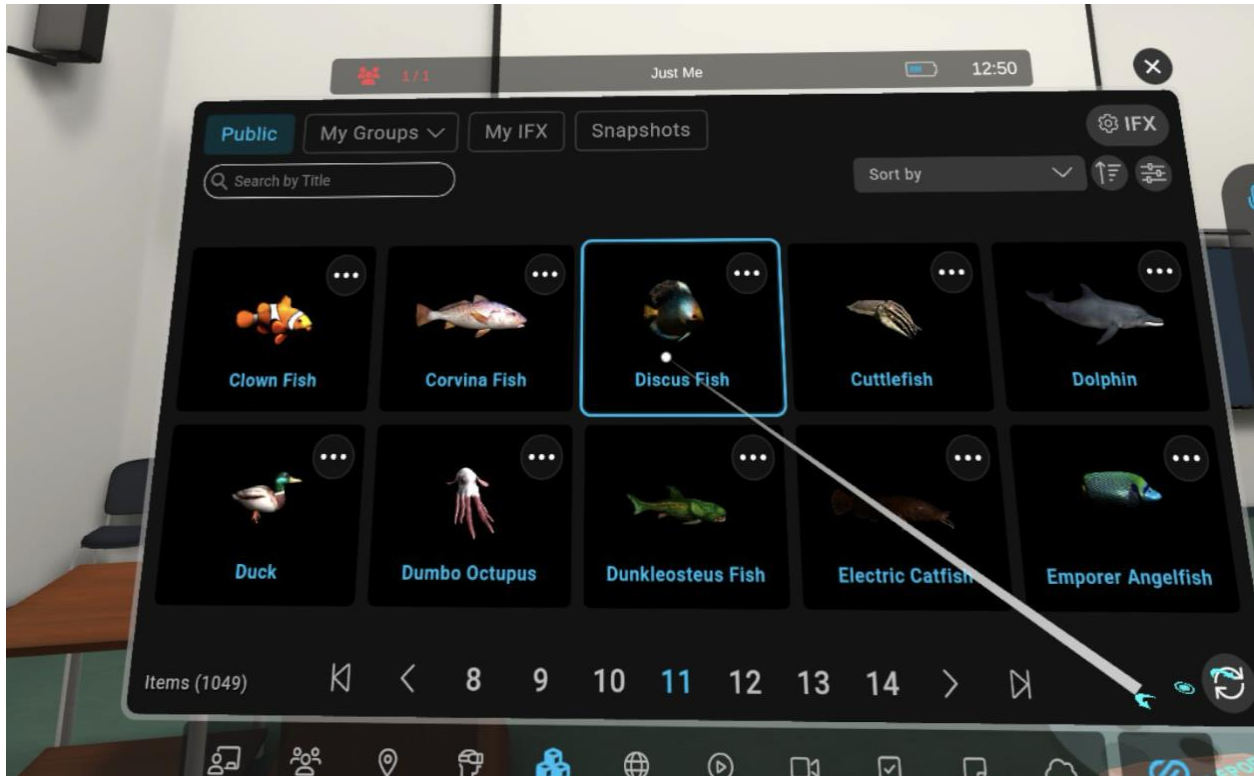 1/1 Just Me 12:50
Public My Groups My IFX Snapshots IFX
Search by Title Sort by
Clown Fish Corvina Fish Discus Fish Cuttlefish Dolphin
Duck Dumbo Octupus Dunkleosteus Fish Electric Catfish Emporer Angelfish
Items (1049) 8 9 10 11 12 13 14